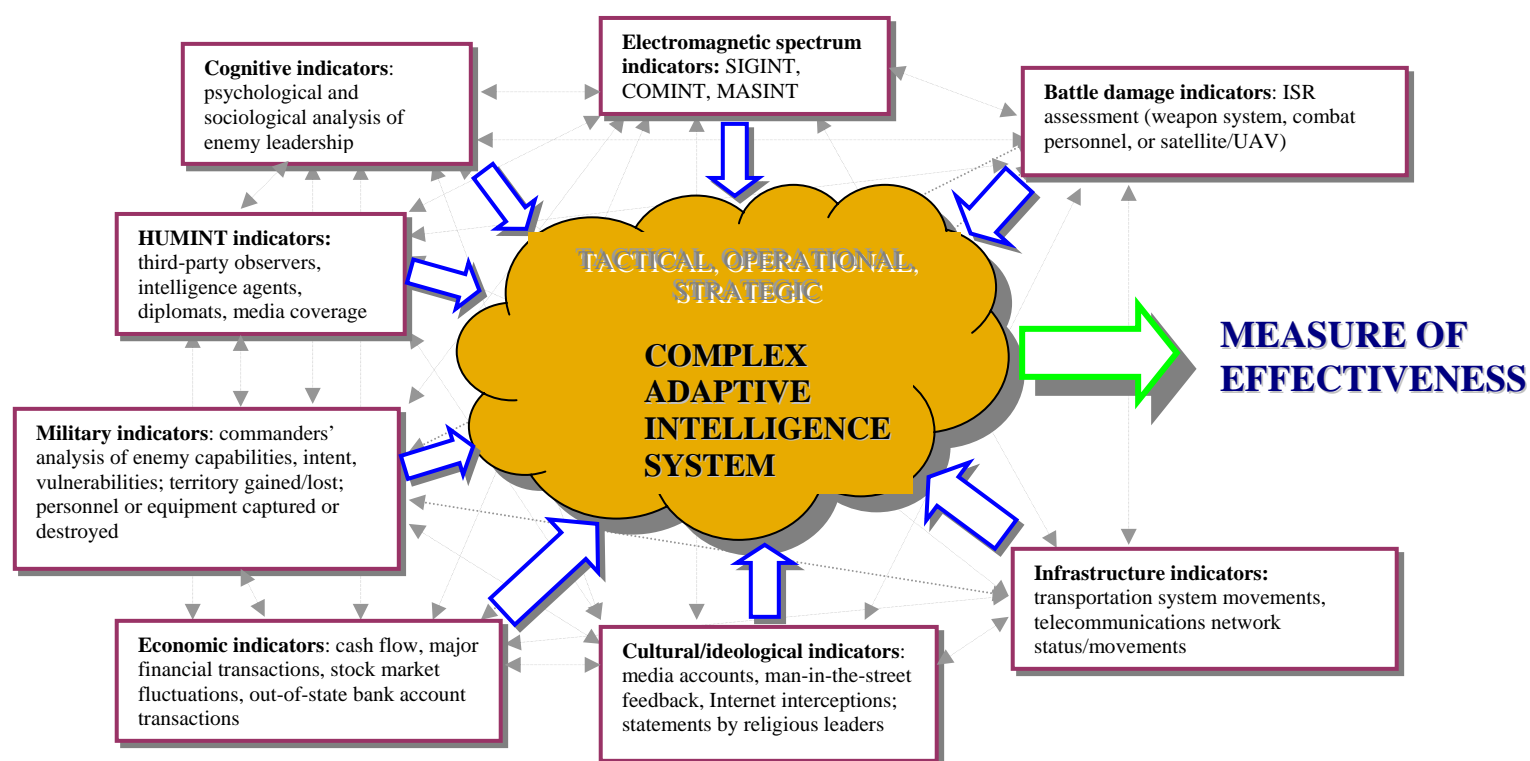 Cognitive indicators:
psychological and
sociological analysis of
enemy leadership
Electromagnetic spectrum
indicators: SIGINT,
COMINT, MASINT
Battle damage indicators: ISR
assessment (weapon system, combat
personnel, or satellite/UAV)
HUMINT indicators:
third-party observers,
intelligence agents,
diplomats, media coverage
TACTICAL, OPERATIONAL,
STRATEGIC
COMPLEX
ADAPTIVE
INTELLIGENCE
SYSTEM
MEASURE OF
EFFECTIVENESS
Military indicators: commanders’
analysis of enemy capabilities, intent,
vulnerabilities; territory gained/lost;
personnel or equipment captured or
destroyed
Infrastructure indicators:
transportation system movements,
telecommunications network
status/movements
Economic indicators: cash flow, major
financial transactions, stock market
fluctuations, out-of-state bank account
transactions
Cultural/ideological indicators:
media accounts, man-in-the-street
feedback, Internet interceptions;
statements by religious leaders